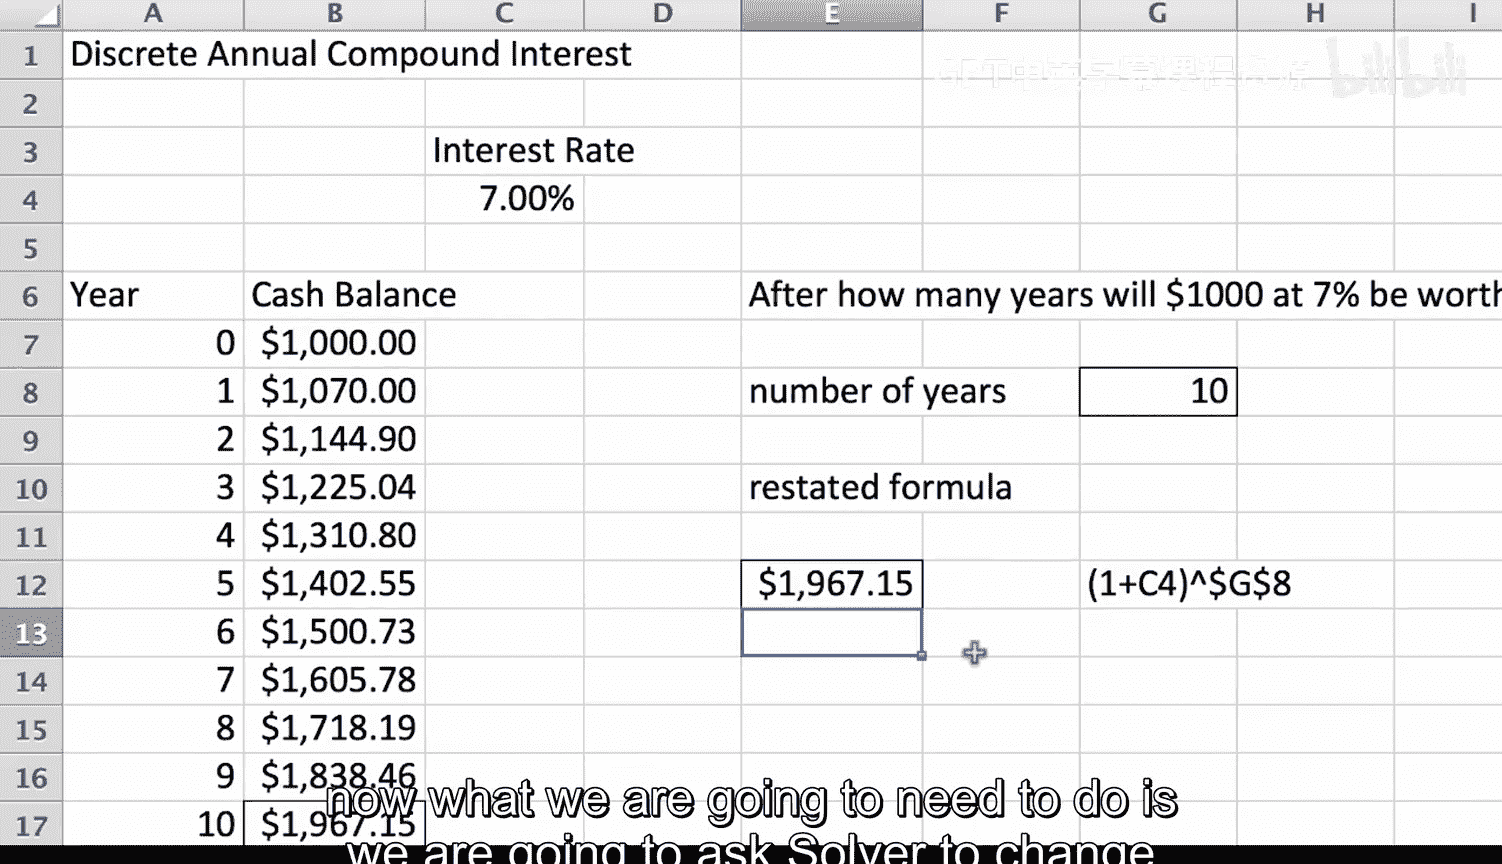 A B C D E F G H I
1 Discrete Annual Compound Interest
2
3 Interest Rate
4 7.00%
5
6 Year Cash Balance After how many years will $1000 at 7% be worth
7 0 $1,000.00
8 1 $1,070.00 number of years 10
9 2 $1,144.90
10 3 $1,225.04 restated formula
11 4 $1,310.80
12 5 $1,402.55 $1,967.15 (1+C4)^$G$8
13 6 $1,500.73
14 7 $1,605.78
15 8 $1,718.19
16 9 $1,838.46
17 10 $1,967.15
now what we are going to need to do is
we are going to ask Solver to change
bilibili